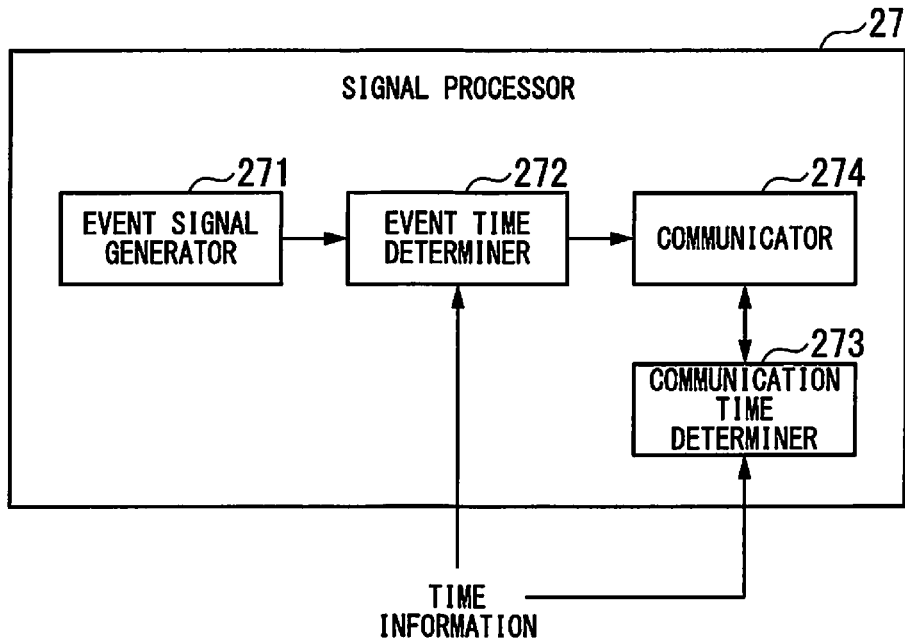 27
SIGNAL PROCESSOR
271
272
274
EVENT SIGNAL
GENERATOR
EVENT TIME
DETERMINER
COMMUNICATOR
273
COMMUNICATION
TIME
DETERMINER
TIME
INFORMATION